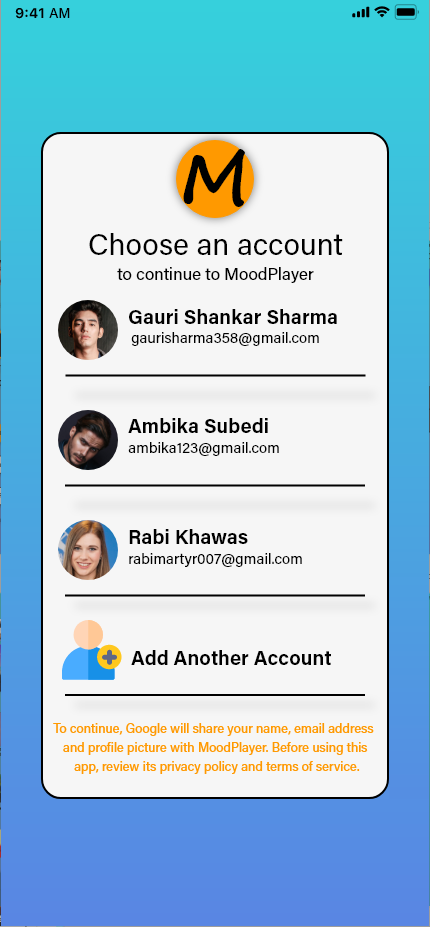 9:41 AM
M
Choose an account
to continue to MoodPlayer
Gauri Shankar Sharma
gaurisharma358@gmail.com
Ambika Subedi
ambika123@gmail.com
Rabi Khawas
rabimartyr007@gmail.com
Add Another Account
To continue, Google will share your name, email address
and profile picture with MoodPlayer. Before using this
app, review its privacy policy and terms of service.